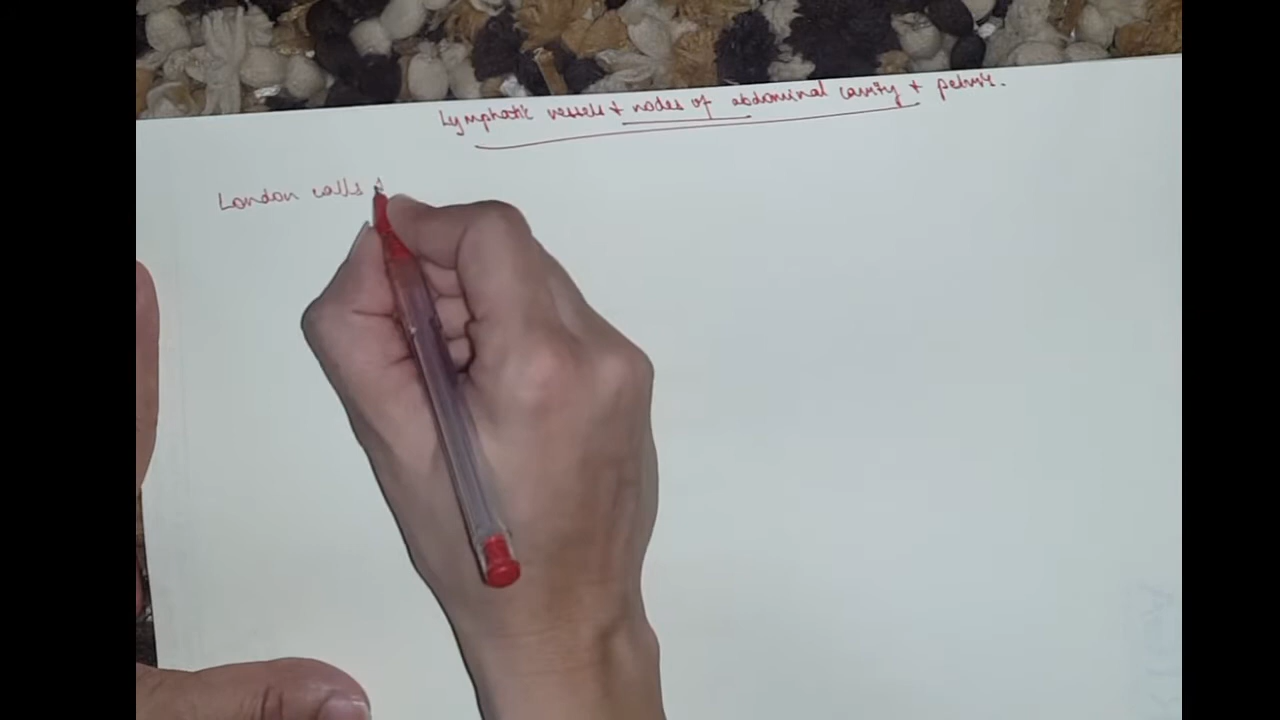 Lymphatic vessels + nodes of abdominal cavity + pelvis.
London calls